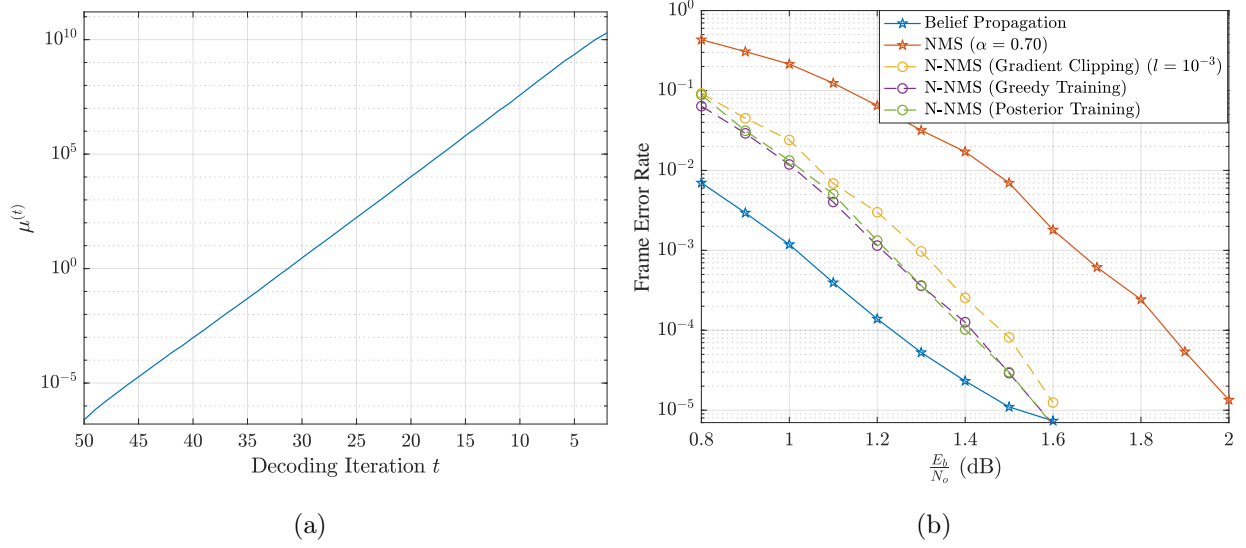 10^10
10^5
10^0
10^-5
μ^(t)
50 45 40 35 30 25 20 15 10 5
Decoding Iteration t
(a)
10^0
10^-1
10^-2
10^-3
10^-4
10^-5
Frame Error Rate
Belief Propagation
NMS (α = 0.70)
N-NMS (Gradient Clipping) (l = 10^-3)
N-NMS (Greedy Training)
N-NMS (Posterior Training)
0.8 1 1.2 1.4 1.6 1.8 2
E_b/N_o (dB)
(b)